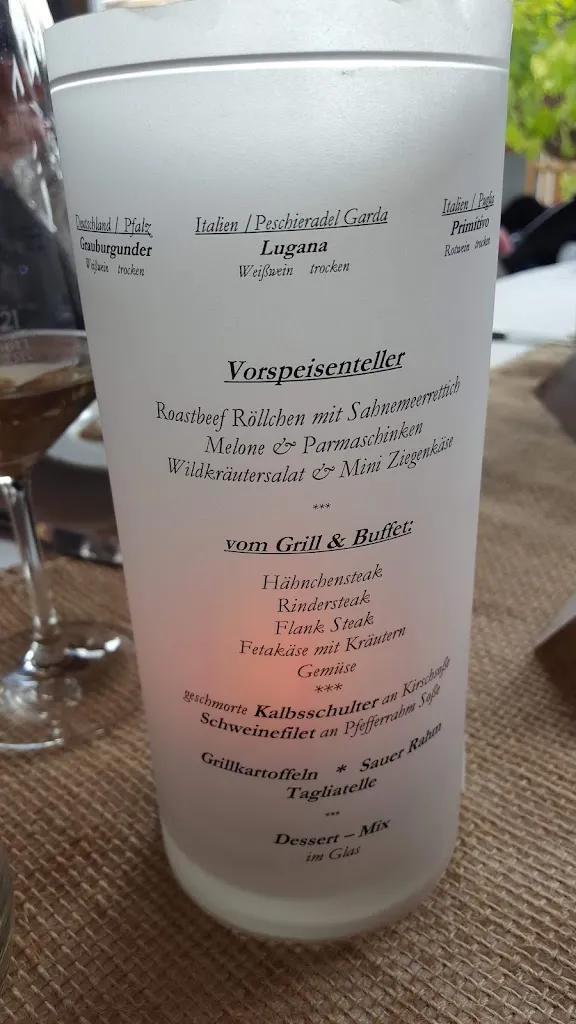 Deutschland / Pfalz
Grauburgunder
Weißwein trocken
Italien / Peschieradel Garda
Lugana
Weißwein trocken
Italien / Puglia
Primitivo
Rotwein trocken
Vorspeisenteller
Roastbeef Röllchen mit Sahnemeerrettich
Melone & Parmaschinken
Wildkräutersalat & Mini Ziegenkäse
***
vom Grill & Buffet:
Hähnchensteak
Rindersteak
Flank Steak
Fetakäse mit Kräutern
Gemüse
***
geschmorte Kalbsschulter an Kirschsoße
Schweinefilet an Pfefferrahm Soße
Grillkartoffeln * Sauer Rahm
Tagliatelle
***
Dessert – Mix
im Glas